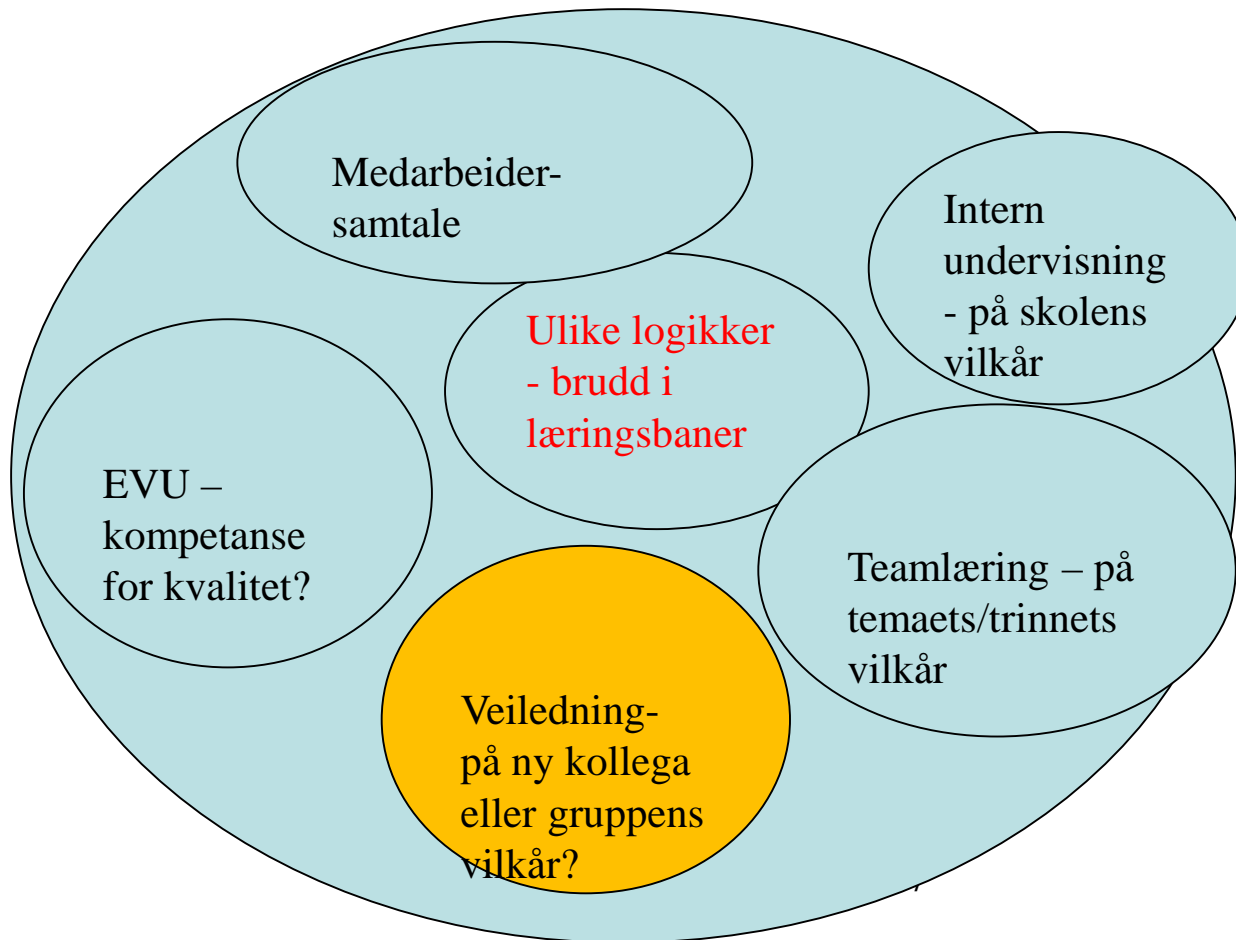 Medarbeider-
samtale
Intern
undervisning
- på skolens
vilkår
Ulike logikker
- brudd i
læringsbaner
EVU –
kompetanse
for kvalitet?
Teamlæring – på
temaets/trinnets
vilkår
Veiledning-
på ny kollega
eller gruppens
vilkår?